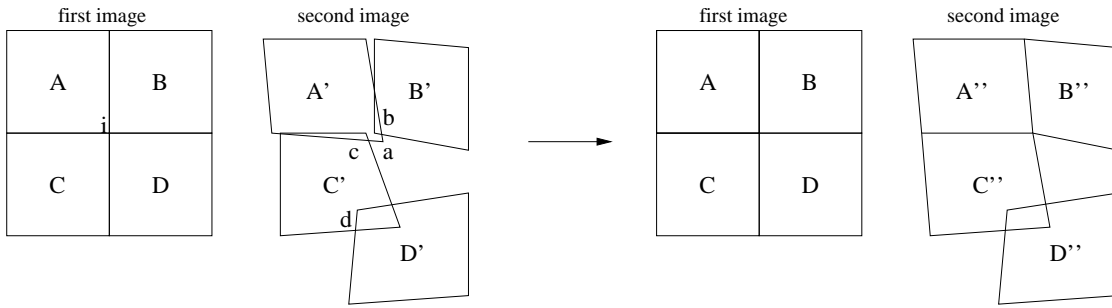 first image
second image
first image
second image
A
B
A'
B'
A
B
A''
B''
i
b
c
a
C
D
C'
C
D
C''
d
D'
D''